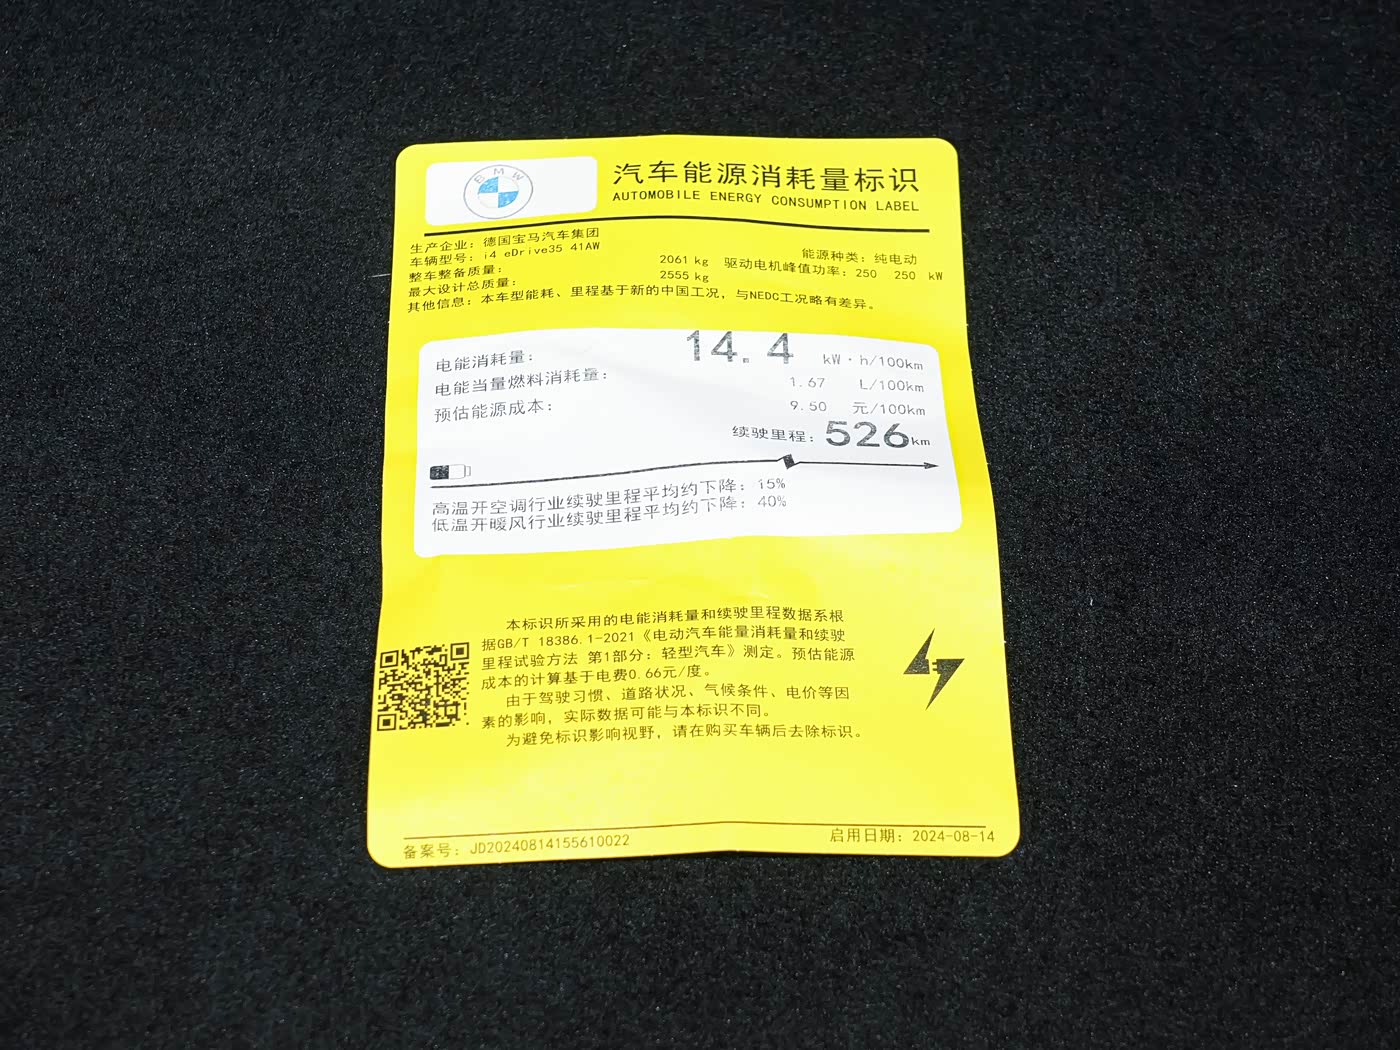 BMW
汽车能源消耗量标识
AUTOMOBILE ENERGY CONSUMPTION LABEL
生产企业：德国宝马汽车集团
车辆型号：i4 eDrive35 41AW
能源种类：纯电动
整车整备质量： 2061 kg 驱动电机峰值功率：250 250 kW
最大设计总质量： 2555 kg
其他信息：本车型能耗、里程基于新的中国工况，与NEDC工况略有差异。
电能消耗量： 14.4 kW·h/100km
电能当量燃料消耗量： 1.67 L/100km
预估能源成本： 9.50 元/100km
续驶里程：526km
高温开空调行业续驶里程平均约下降：15%
低温开暖风行业续驶里程平均约下降：40%
本标识所采用的电能消耗量和续驶里程数据系根
据GB/T 18386.1-2021《电动汽车能量消耗量和续驶
里程试验方法 第1部分：轻型汽车》测定。预估能源
成本的计算基于电费0.66元/度。
由于驾驶习惯、道路状况、气候条件、电价等因
素的影响，实际数据可能与本标识不同。
为避免标识影响视野，请在购买车辆后去除标识。
备案号：JD20240814155610022
启用日期：2024-08-14